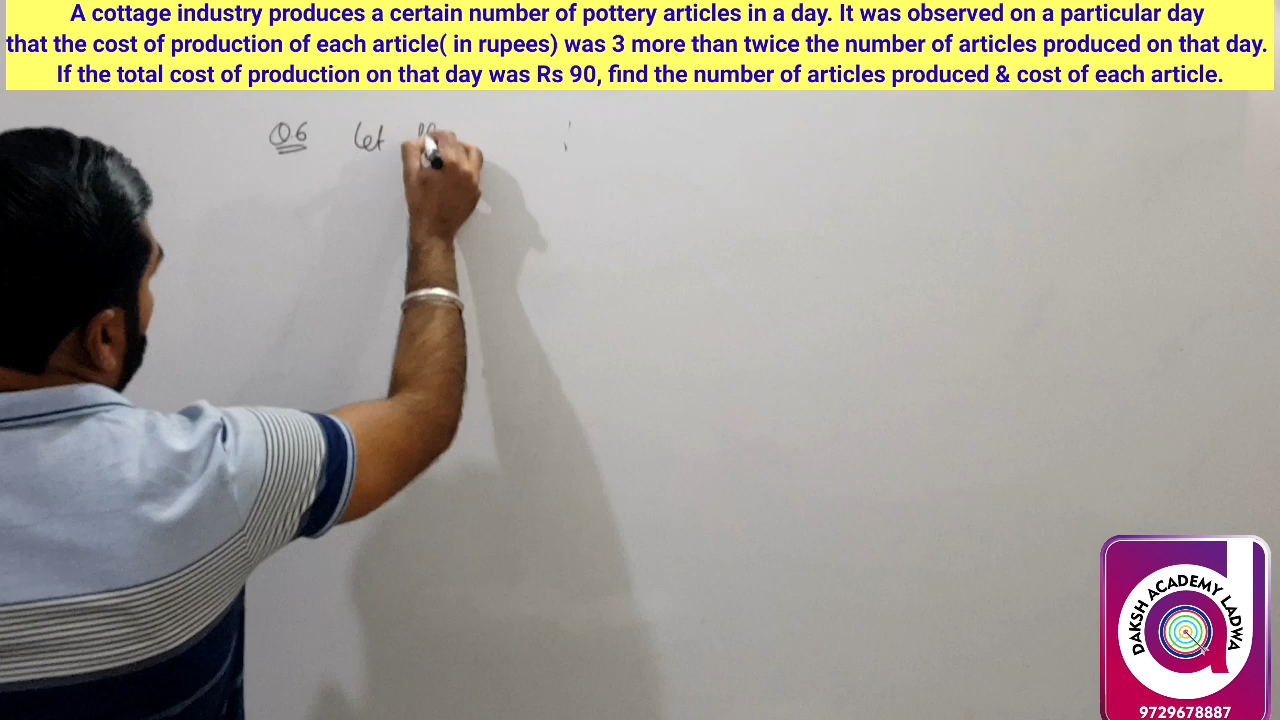 A cottage industry produces a certain number of pottery articles in a day. It was observed on a particular day
that the cost of production of each article( in rupees) was 3 more than twice the number of articles produced on that day.
If the total cost of production on that day was Rs 90, find the number of articles produced & cost of each article.
Q6 Let
DAKSH ACADEMY LADWA
9729678887